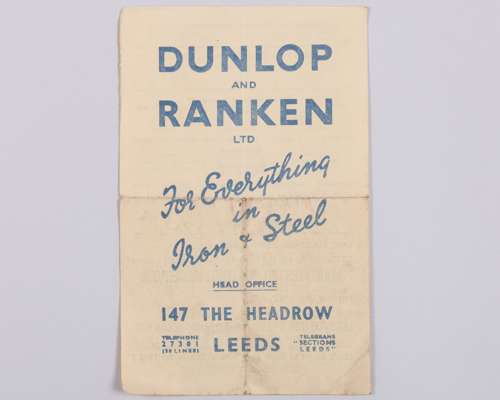 DUNLOP
AND
RANKEN
LTD
For Everything
in
Iron & Steel
HEAD OFFICE
147 THE HEADROW
TELEPHONE
27301
(20 LINES)
LEEDS
TELEGRAMS
"SECTIONS
LEEDS"